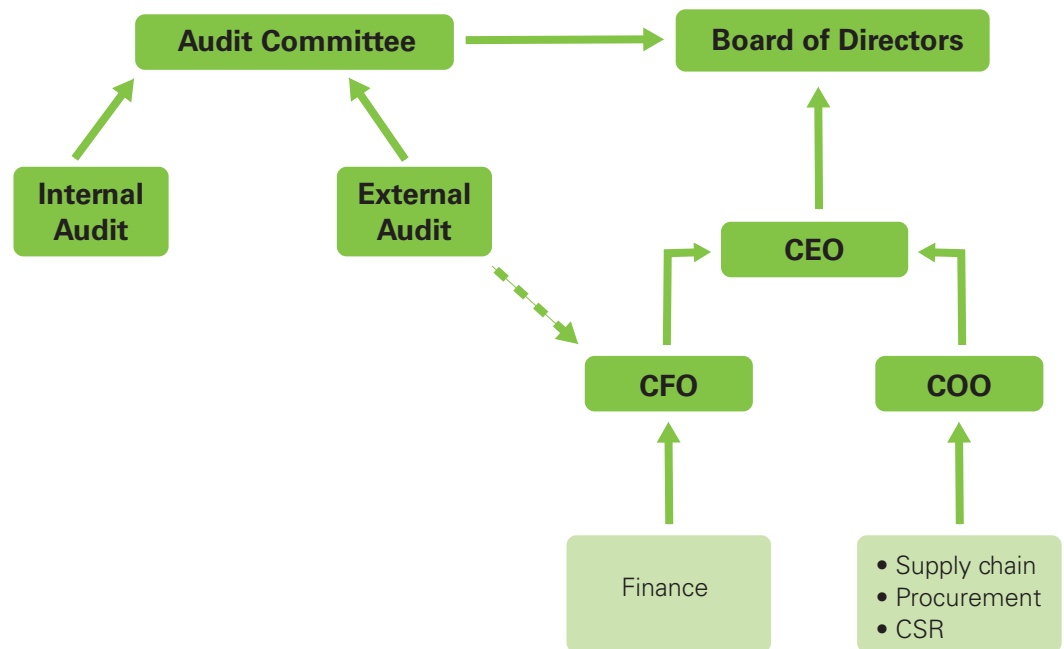 Audit Committee
Board of Directors
Internal
Audit
External
Audit
CEO
CFO
COO
Finance
• Supply chain
• Procurement
• CSR